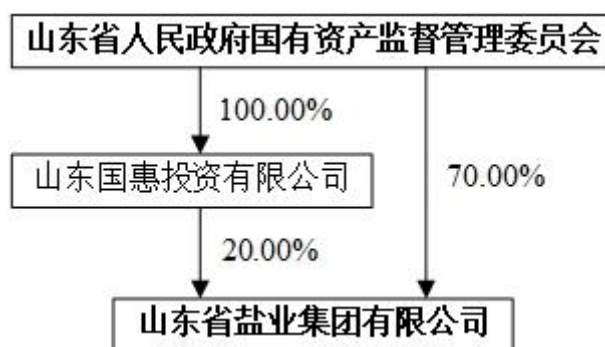 山东省人民政府国有资产监督管理委员会
100.00%
山东国惠投资有限公司
70.00%
20.00%
山东省盐业集团有限公司